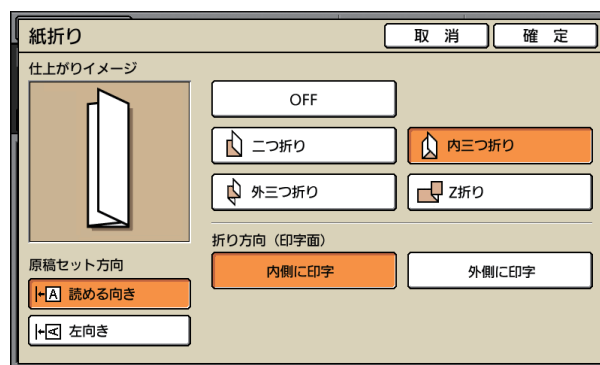 紙折り
取 消
確 定
仕上がりイメージ
OFF
二つ折り
内三つ折り
外三つ折り
Z折り
折り方向（印字面）
内側に印字
外側に印字
原稿セット方向
A 読める向き
A 左向き